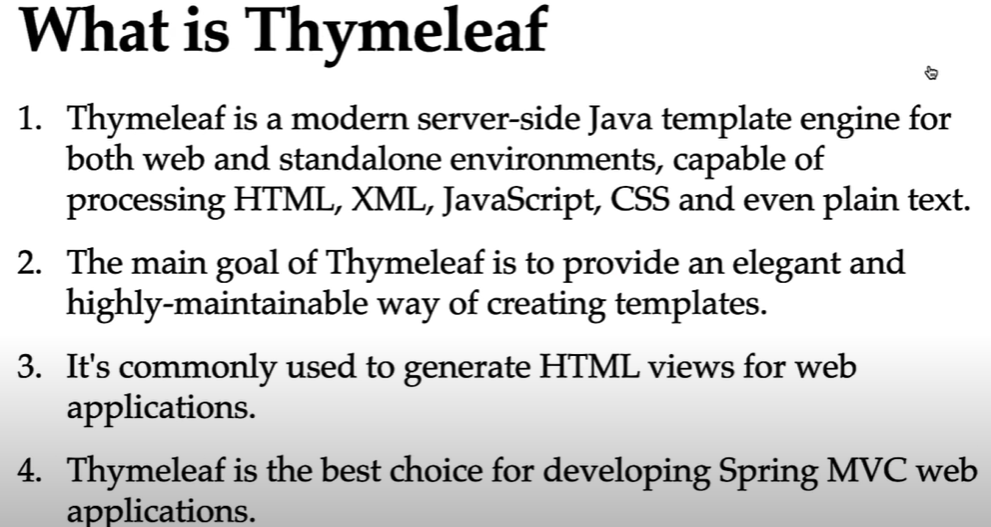 What is Thymeleaf
1. Thymeleaf is a modern server-side Java template engine for
both web and standalone environments, capable of
processing HTML, XML, JavaScript, CSS and even plain text.
2. The main goal of Thymeleaf is to provide an elegant and
highly-maintainable way of creating templates.
3. It's commonly used to generate HTML views for web
applications.
4. Thymeleaf is the best choice for developing Spring MVC web
applications.